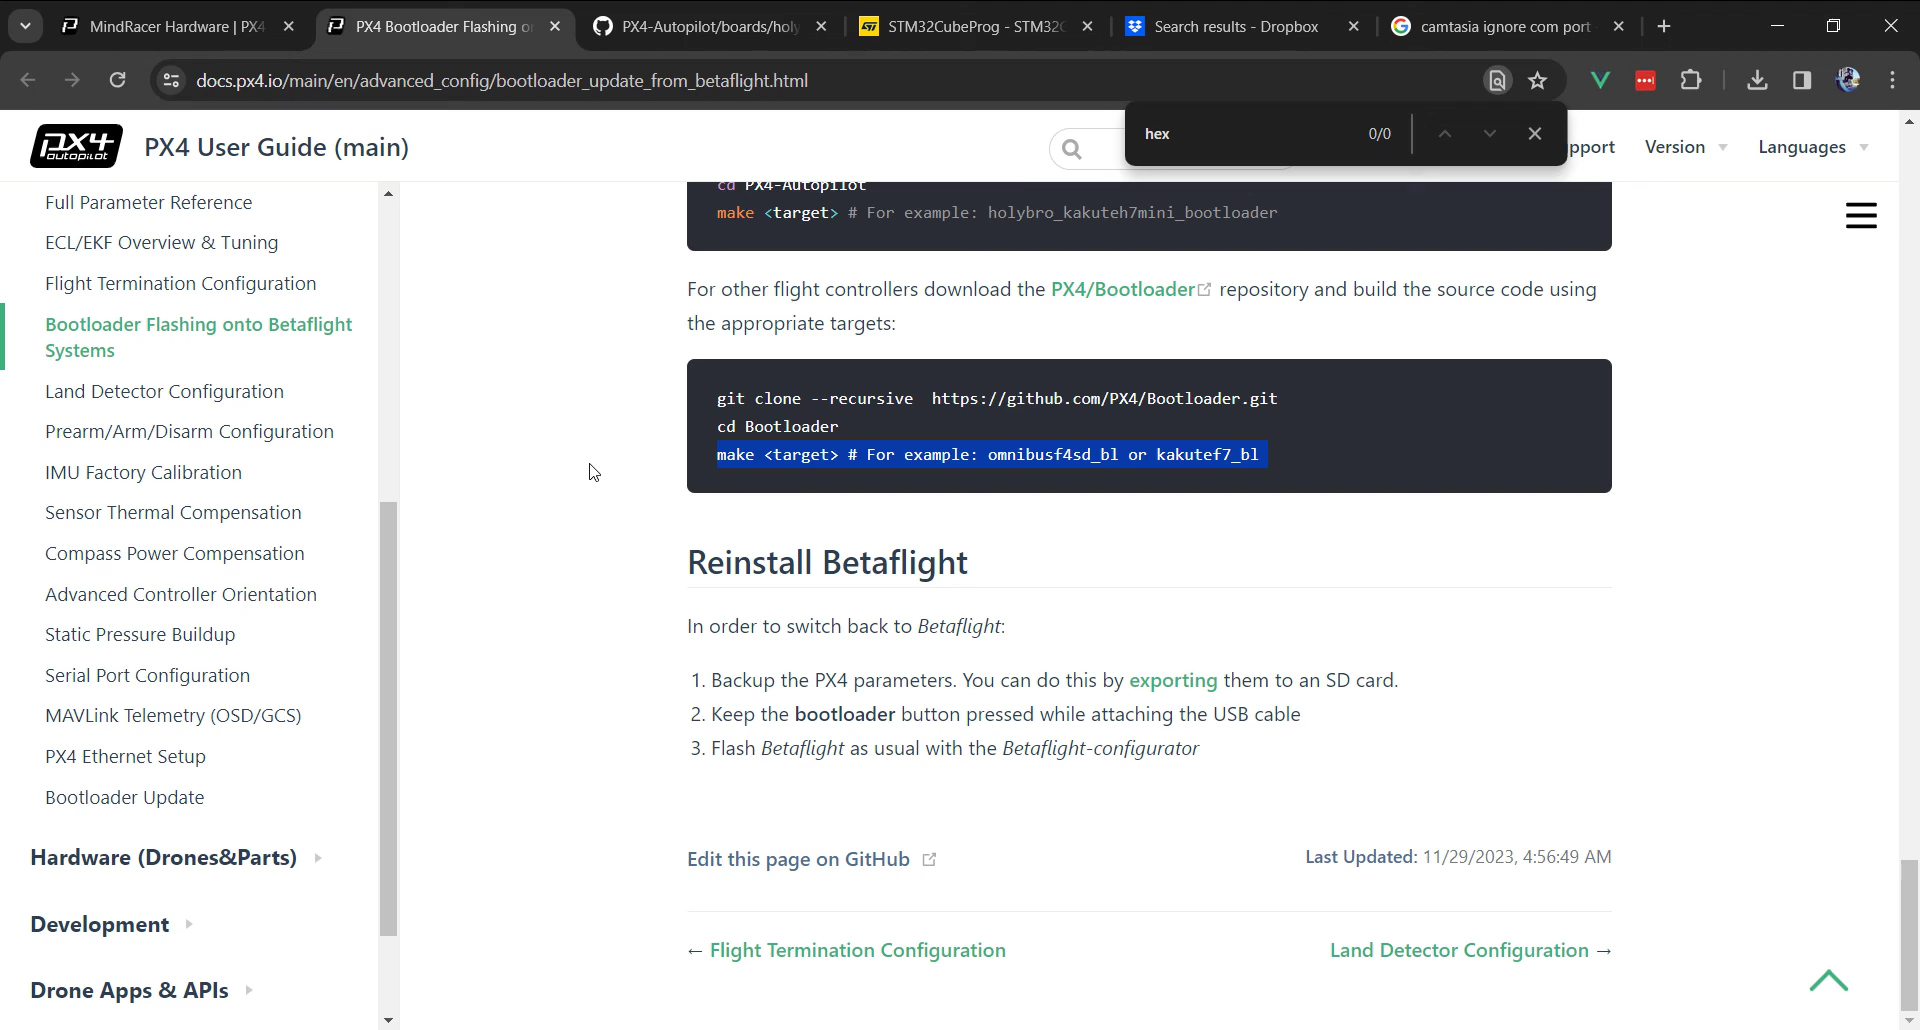 MindRacer Hardware | PX4
PX4 Bootloader Flashing o
PX4-Autopilot/boards/holy
STM32CubeProg - STM32C
Search results - Dropbox
camtasia ignore com port
docs.px4.io/main/en/advanced_config/bootloader_update_from_betaflight.html
hex
0/0
PX4
autopilot
PX4 User Guide (main)
pport
Version
Languages
Full Parameter Reference
ECL/EKF Overview & Tuning
Flight Termination Configuration
Bootloader Flashing onto Betaflight
Systems
Land Detector Configuration
Prearm/Arm/Disarm Configuration
IMU Factory Calibration
Sensor Thermal Compensation
Compass Power Compensation
Advanced Controller Orientation
Static Pressure Buildup
Serial Port Configuration
MAVLink Telemetry (OSD/GCS)
PX4 Ethernet Setup
Bootloader Update
Hardware (Drones&Parts)
Development
Drone Apps & APIs
cd PX4-Autopilot
make <target> # For example: holybro_kakuteh7mini_bootloader
For other flight controllers download the PX4/Bootloader repository and build the source code using
the appropriate targets:
git clone --recursive  https://github.com/PX4/Bootloader.git
cd Bootloader
make <target> # For example: omnibusf4sd_bl or kakutef7_bl
Reinstall Betaflight
In order to switch back to Betaflight:
1. Backup the PX4 parameters. You can do this by exporting them to an SD card.
2. Keep the bootloader button pressed while attaching the USB cable
3. Flash Betaflight as usual with the Betaflight-configurator
Edit this page on GitHub
Last Updated: 11/29/2023, 4:56:49 AM
← Flight Termination Configuration
Land Detector Configuration →